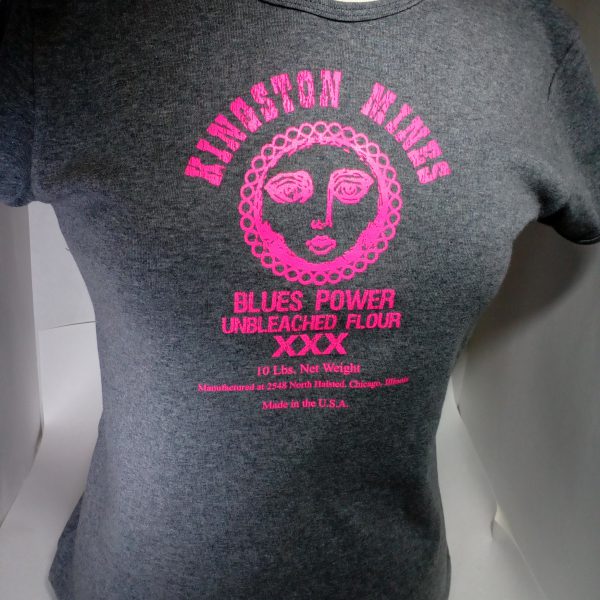 KINGSTON MINES
BLUES POWER
UNBLEACHED FLOUR
XXX
10 Lbs. Net Weight
Manufactured at 2548 North Halsted, Chicago, Illinois
Made in the U.S.A.